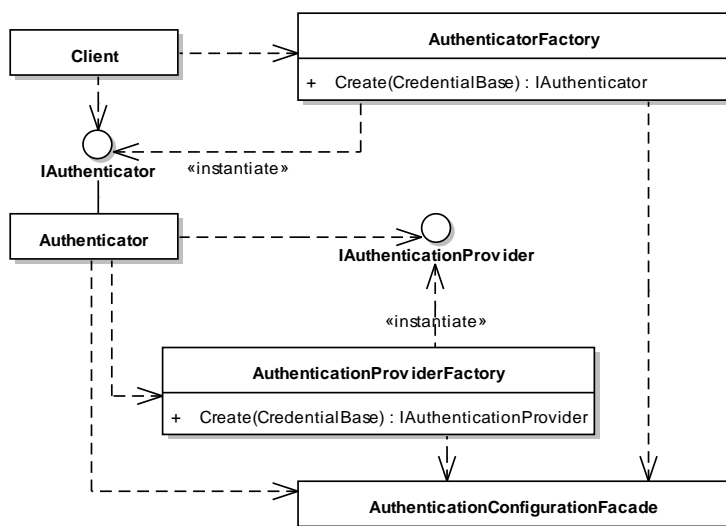 Client
AuthenticatorFactory
+ Create(CredentialBase) : IAuthenticator
IAuthenticator
«instantiate»
Authenticator
IAuthenticationProvider
«instantiate»
AuthenticationProviderFactory
+ Create(CredentialBase) : IAuthenticationProvider
AuthenticationConfigurationFacade